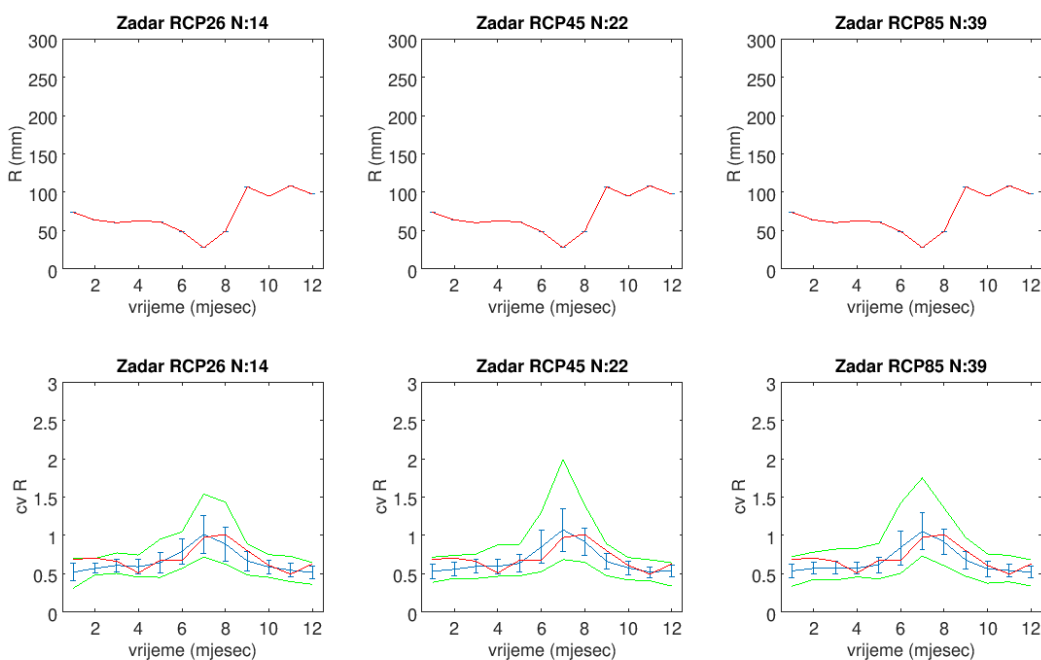 Zadar RCP26 N:14
300
250
200
150
100
50
0
R (mm)
2 4 6 8 10 12
vrijeme (mjesec)
Zadar RCP45 N:22
300
250
200
150
100
50
0
R (mm)
2 4 6 8 10 12
vrijeme (mjesec)
Zadar RCP85 N:39
300
250
200
150
100
50
0
R (mm)
2 4 6 8 10 12
vrijeme (mjesec)
Zadar RCP26 N:14
3
2.5
2
1.5
1
0.5
0
cv R
2 4 6 8 10 12
vrijeme (mjesec)
Zadar RCP45 N:22
3
2.5
2
1.5
1
0.5
0
cv R
2 4 6 8 10 12
vrijeme (mjesec)
Zadar RCP85 N:39
3
2.5
2
1.5
1
0.5
0
cv R
2 4 6 8 10 12
vrijeme (mjesec)